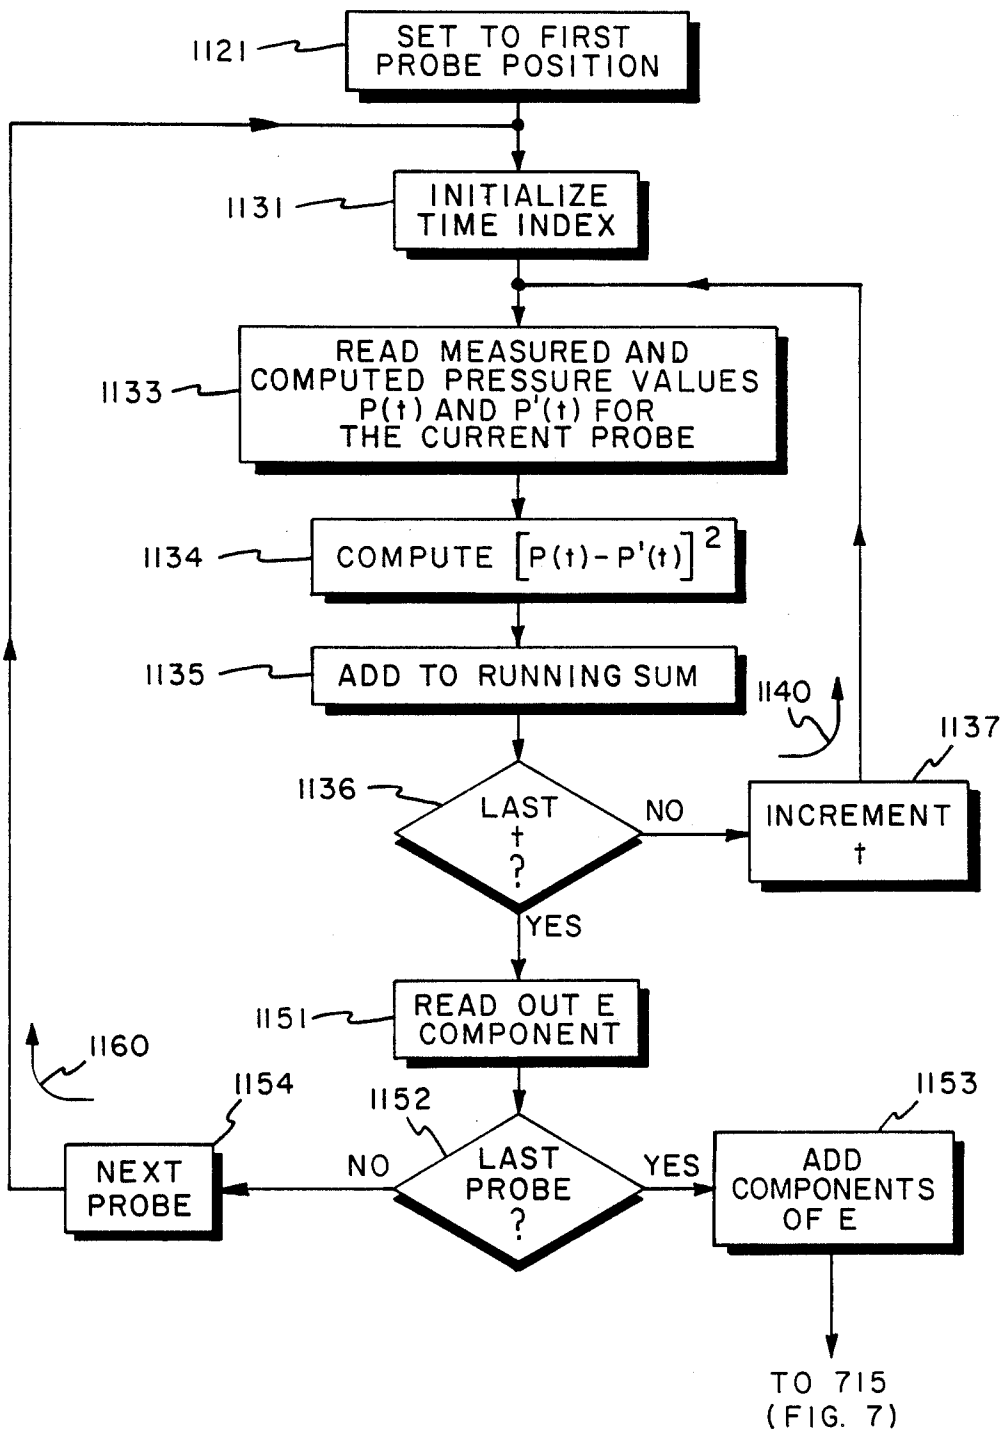 1121
SET TO FIRST
PROBE POSITION
1131
INITIALIZE
TIME INDEX
1133
READ MEASURED AND
COMPUTED PRESSURE VALUES
P(t) AND P'(t) FOR
THE CURRENT PROBE
1134
COMPUTE [P(t)-P'(t)]²
1135
ADD TO RUNNING SUM
1140
1137
1136
LAST
t
?
NO
INCREMENT
t
YES
1151
READ OUT E
COMPONENT
1160
1154
NEXT
PROBE
NO
1152
LAST
PROBE
?
YES
1153
ADD
COMPONENTS
OF E
TO 715
(FIG. 7)